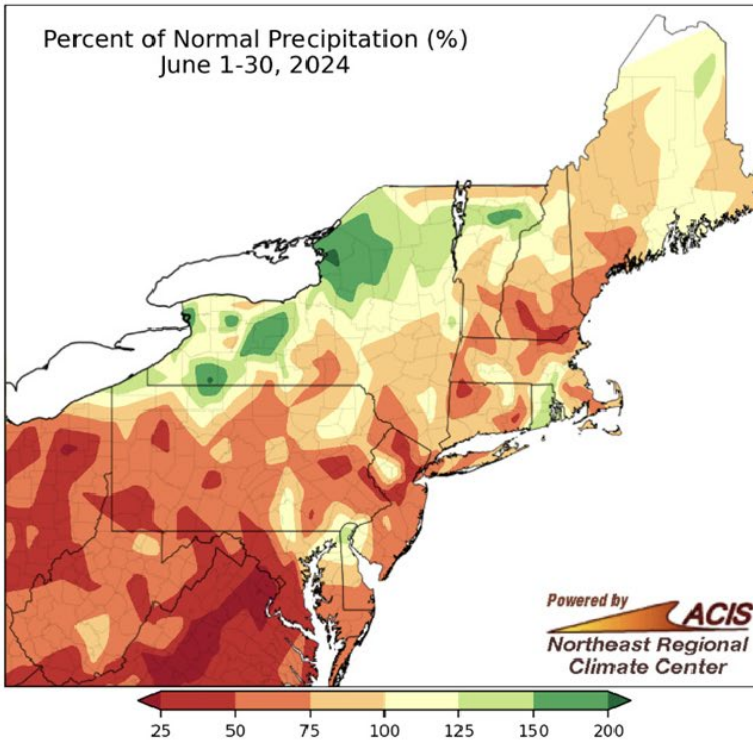 Percent of Normal Precipitation (%)
June 1-30, 2024
Powered by
ACIS
Northeast Regional
Climate Center
25 50 75 100 125 150 200